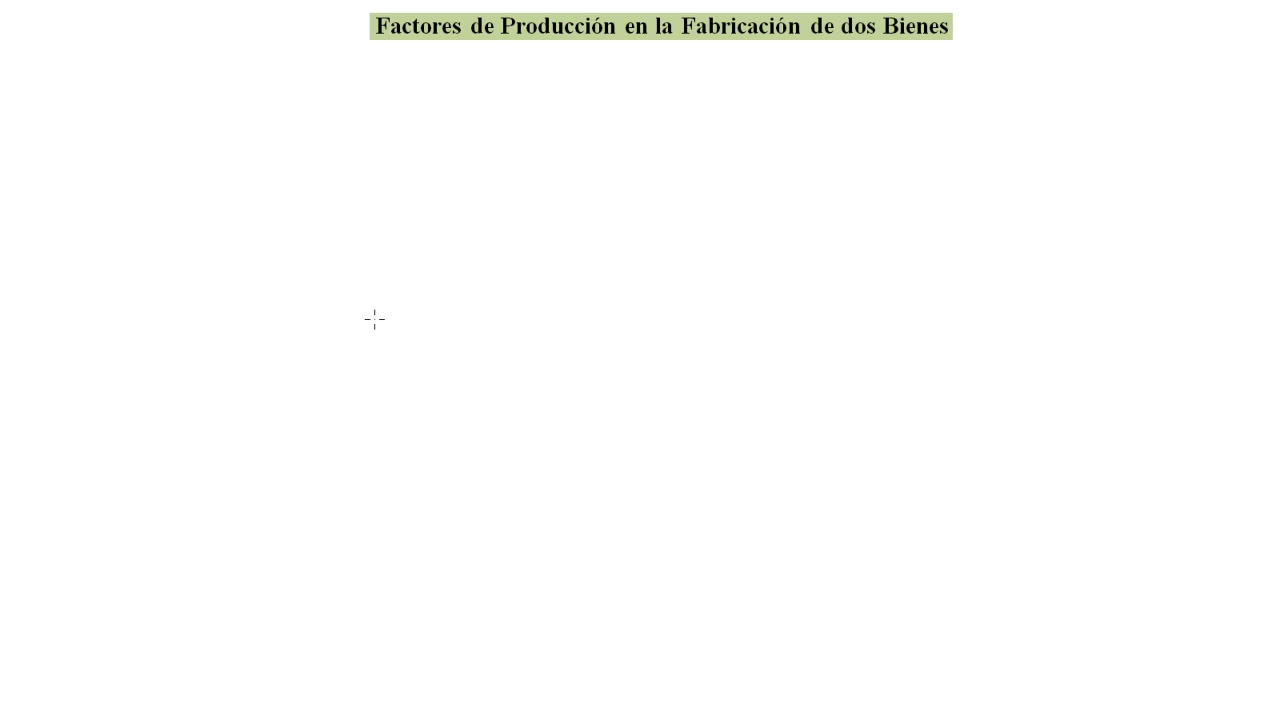 Factores de Producción en la Fabricación de dos Bienes